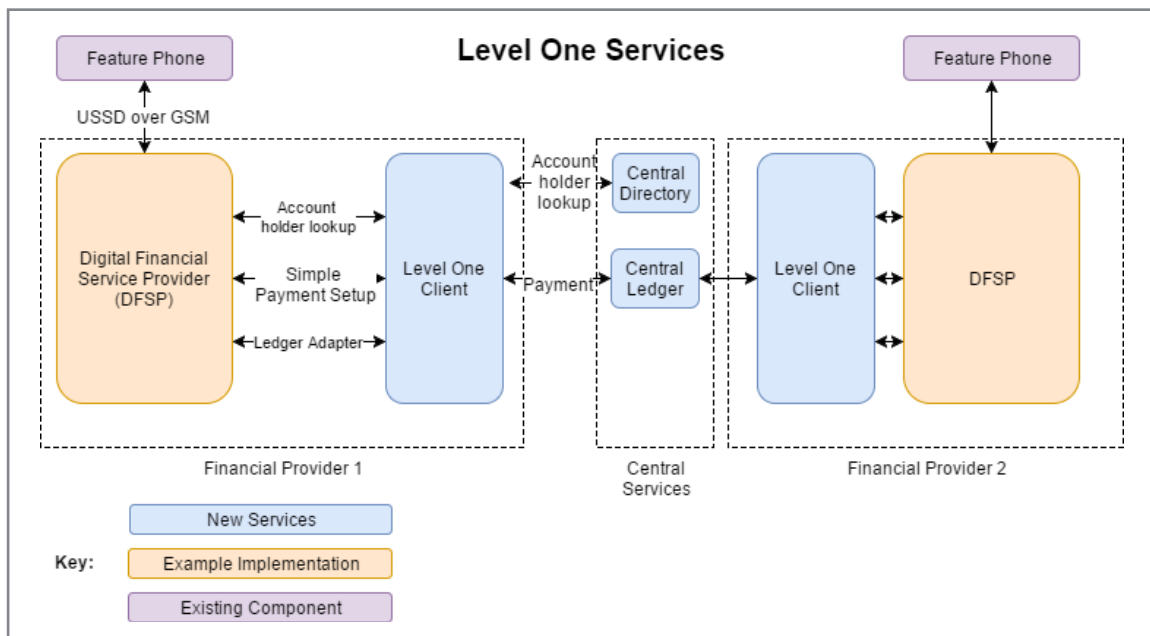 Level One Services
Feature Phone
Feature Phone
USSD over GSM
Digital Financial
Service Provider
(DFSP)
Account
holder lookup
Simple
Payment Setup
Ledger Adapter
Level One
Client
Account
holder
lookup
Payment
Central
Directory
Central
Ledger
Level One
Client
DFSP
Financial Provider 1
Central
Services
Financial Provider 2
Key:
New Services
Example Implementation
Existing Component